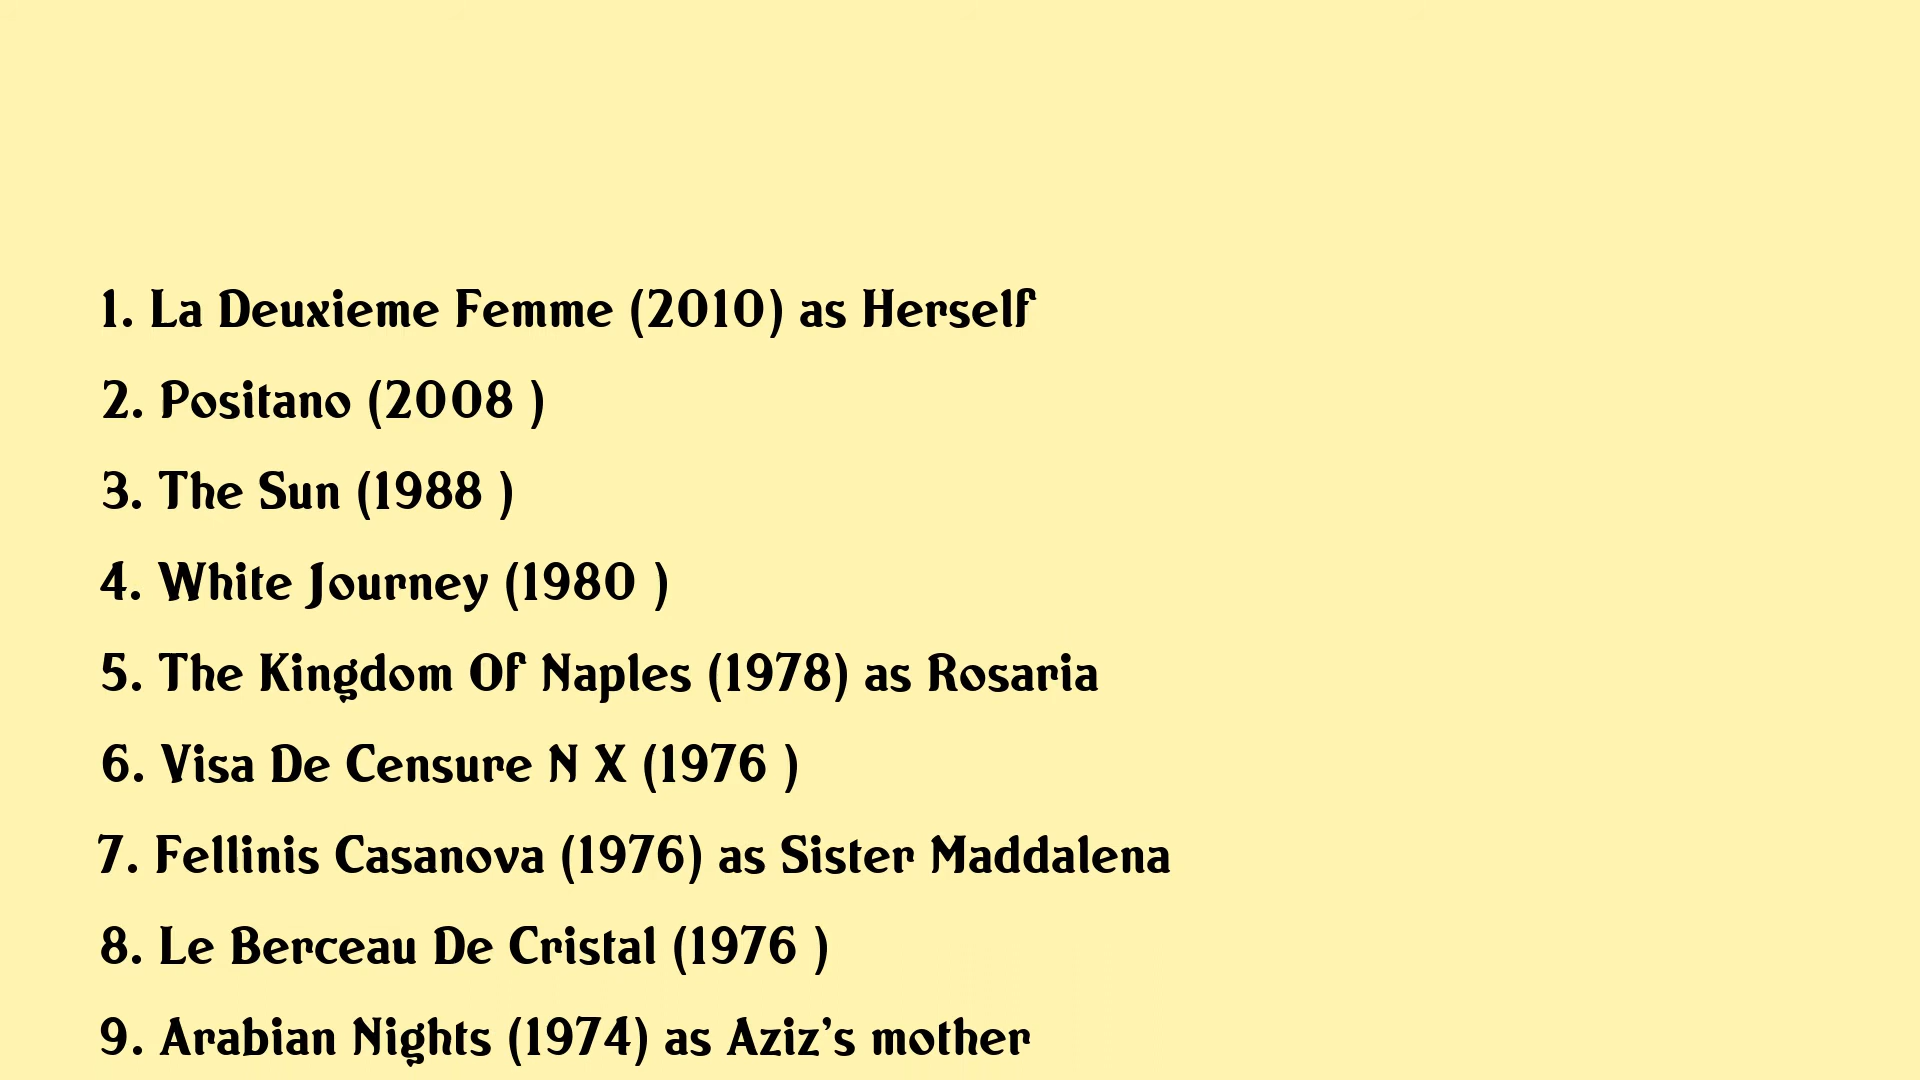 1. La Deuxieme Femme (2010) as Herself
2. Positano (2008 )
3. The Sun (1988 )
4. White Journey (1980 )
5. The Kingdom Of Naples (1978) as Rosaria
6. Visa De Censure N X (1976 )
7. Fellinis Casanova (1976) as Sister Maddalena
8. Le Berceau De Cristal (1976 )
9. Arabian Nights (1974) as Aziz's mother